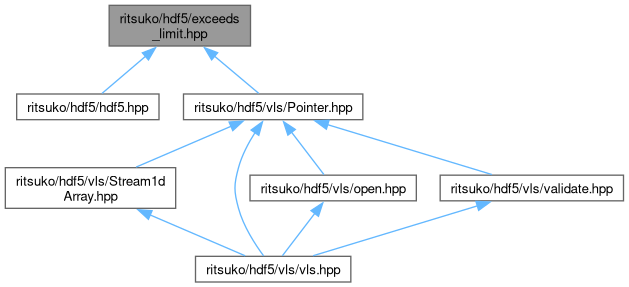 ritsuko/hdf5/exceeds
_limit.hpp
ritsuko/hdf5/hdf5.hpp
ritsuko/hdf5/vls/Pointer.hpp
ritsuko/hdf5/vls/Stream1d
Array.hpp
ritsuko/hdf5/vls/open.hpp
ritsuko/hdf5/vls/validate.hpp
ritsuko/hdf5/vls/vls.hpp